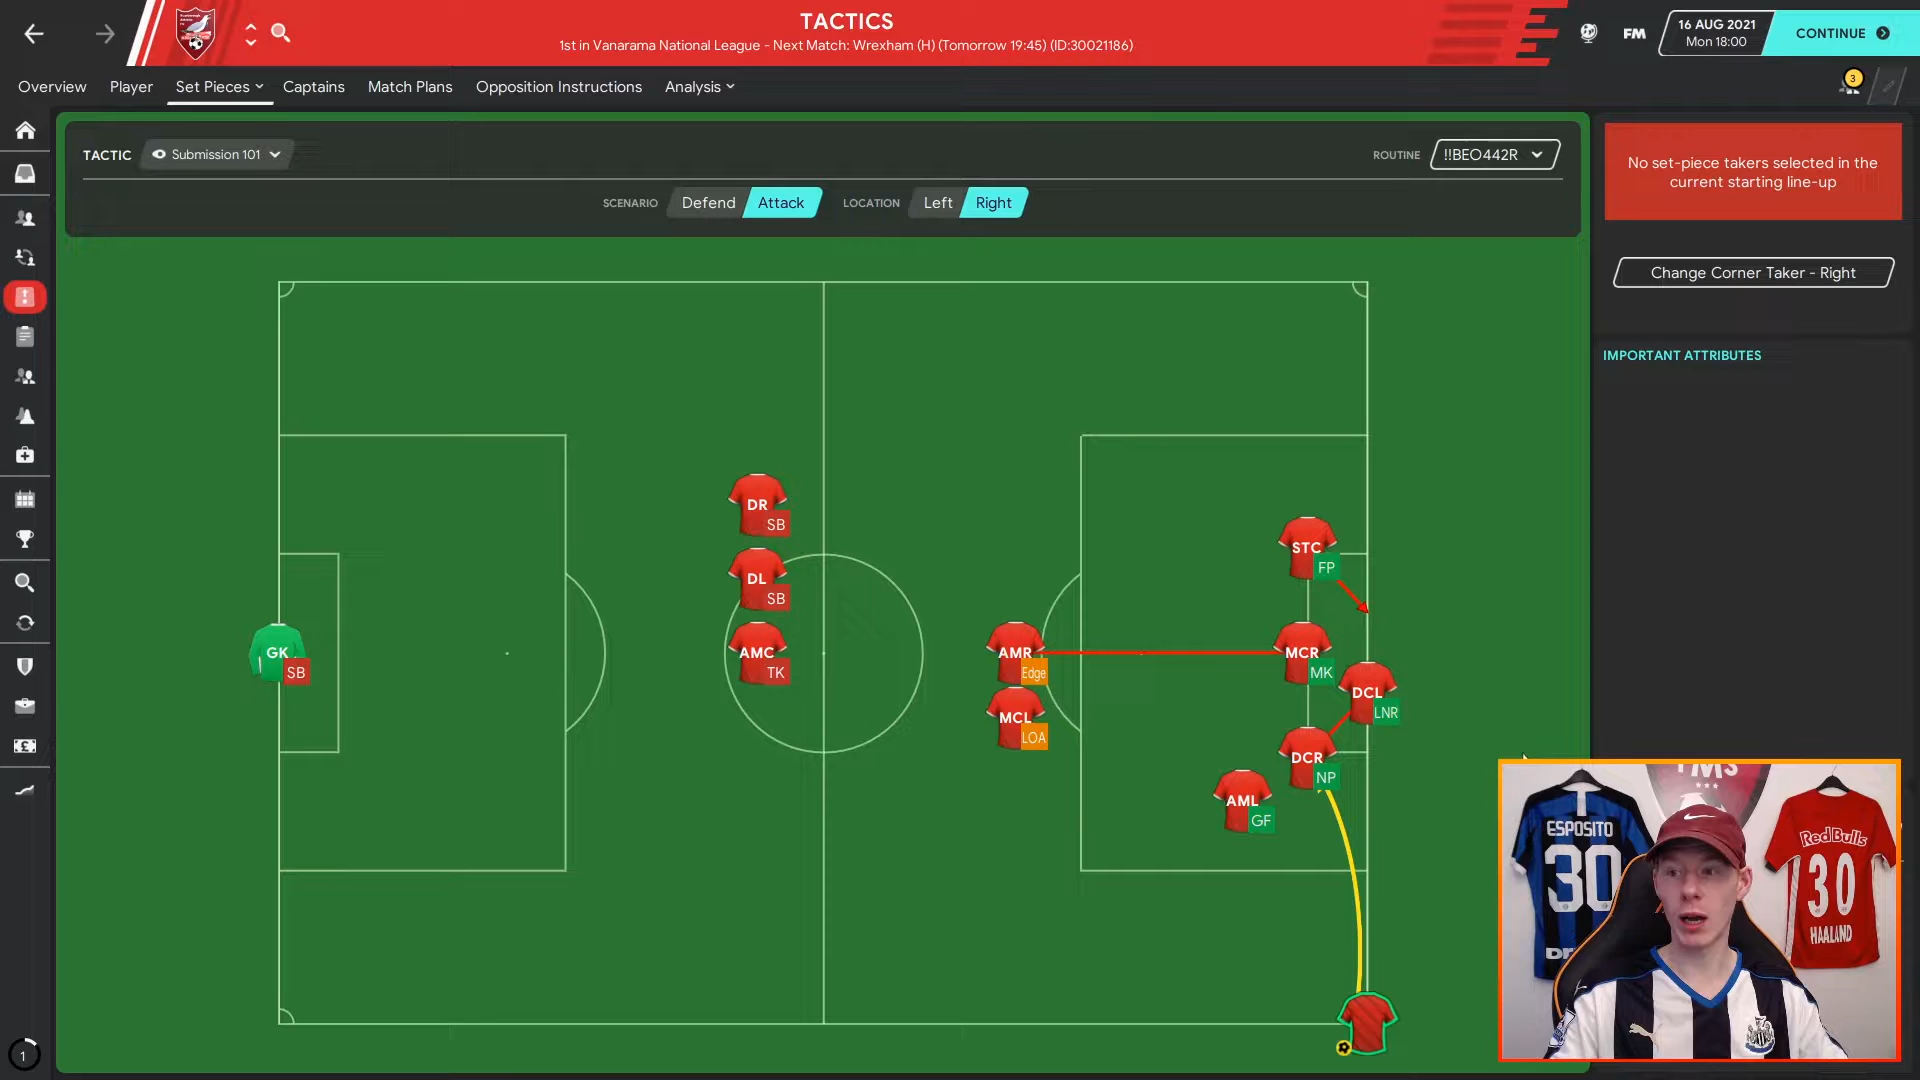 TACTICS
1st in Vanarama National League - Next Match: Wrexham (H) (Tomorrow 19:45) (ID:30021186)
FM
16 AUG 2021
Mon 18:00
CONTINUE
Overview
Player
Set Pieces
Captains
Match Plans
Opposition Instructions
Analysis
3
TACTIC
Submission 101
ROUTINE
!!BEO442R
SCENARIO
Defend
Attack
LOCATION
Left
Right
No set-piece takers selected in the
current starting line-up
Change Corner Taker - Right
IMPORTANT ATTRIBUTES
DR
SB
STC
FP
DL
SB
GK
SB
AMC
TK
AMR
Edge
MCR
MK
DCL
LNR
MCL
LOA
DCR
NP
AML
GF
ESPOSITO
30
Red Bulls
30
HAALAND
1